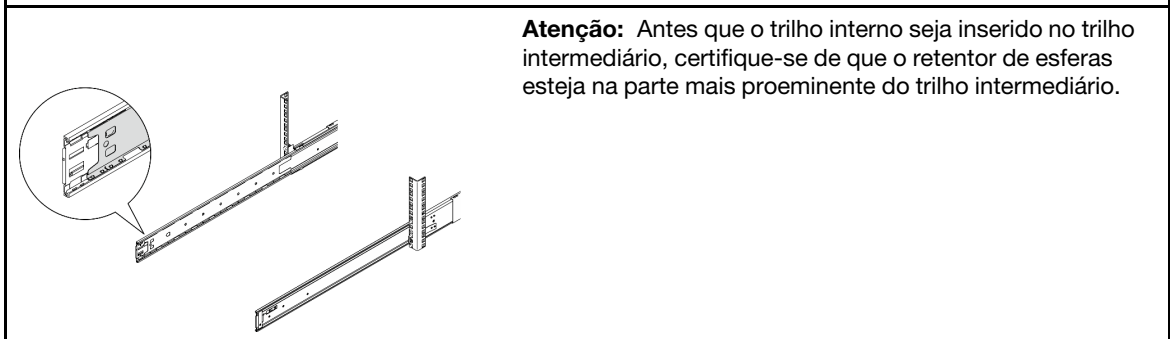 Atenção: Antes que o trilho interno seja inserido no trilho
intermediário, certifique-se de que o retentor de esferas
esteja na parte mais proeminente do trilho intermediário.